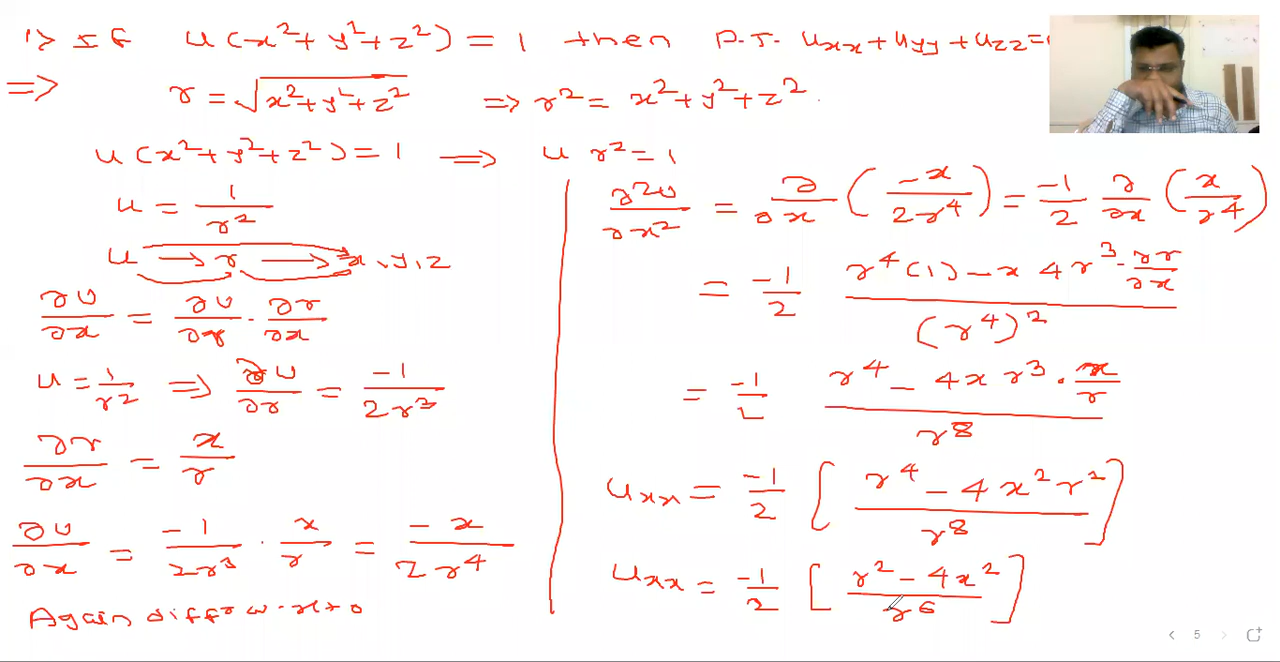 1) If u(x²+y²+z²) = 1 then P.T. uxx+uyy+uzz=
=> r = √x²+y²+z² => r² = x²+y²+z²
u(x²+y²+z²) = 1 => u r² = 1
u = 1/r²
u → r → x,y,z
∂u/∂x = ∂u/∂r · ∂r/∂x
u = 1/r² => ∂u/∂r = -1/2r³
∂r/∂x = x/r
∂u/∂x = -1/2r³ · x/r = -x/2r⁴
Again diff w.r.to
∂²u/∂x² = ∂/∂x (-x/2r⁴) = -1/2 ∂/∂x (x/r⁴)
= -1/2 r⁴(1) - x 4r³ · ∂r/∂x / (r⁴)²
= -1/2 r⁴ - 4x r³ · x/r / r⁸
uxx = -1/2 [r⁴ - 4x²r² / r⁸]
uxx = -1/2 [r² - 4x² / r⁶]
5